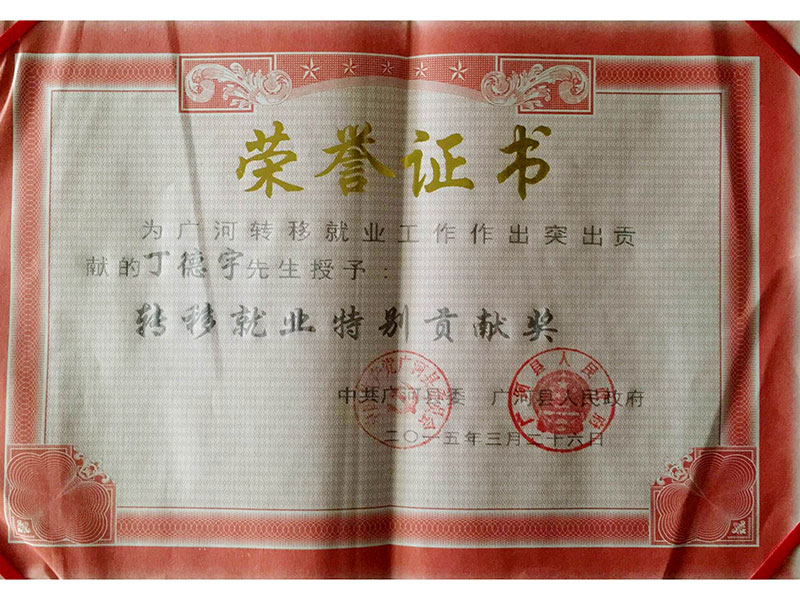 荣誉证书
为广河转移就业工作作出突出贡
献的丁德宇先生授予：
转移就业特别贡献奖
中共广河县委 广河县人民政府
二〇一五年三月二十六日